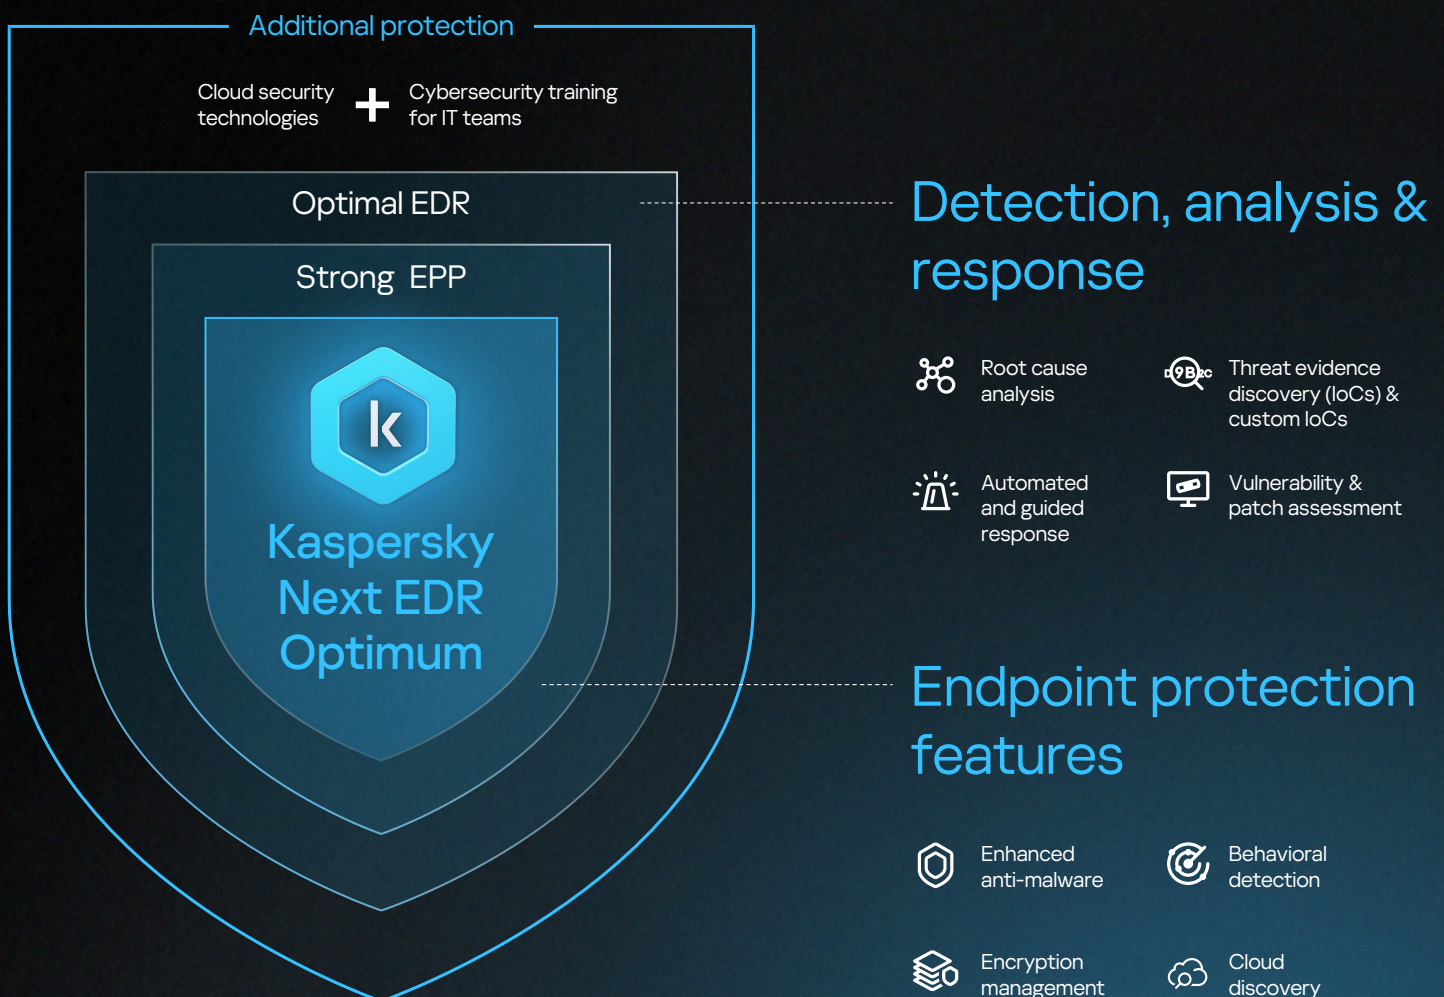 Additional protection
Cloud security
technologies
Cybersecurity training
for IT teams
Optimal EDR
Strong EPP
k
Kaspersky
Next EDR
Optimum
Detection, analysis &
response
Root cause
analysis
D9B2C
Threat evidence
discovery (IoCs) &
custom IoCs
Automated
and guided
response
Vulnerability &
patch assessment
Endpoint protection
features
Enhanced
anti-malware
Behavioral
detection
Encryption
management
Cloud
discovery